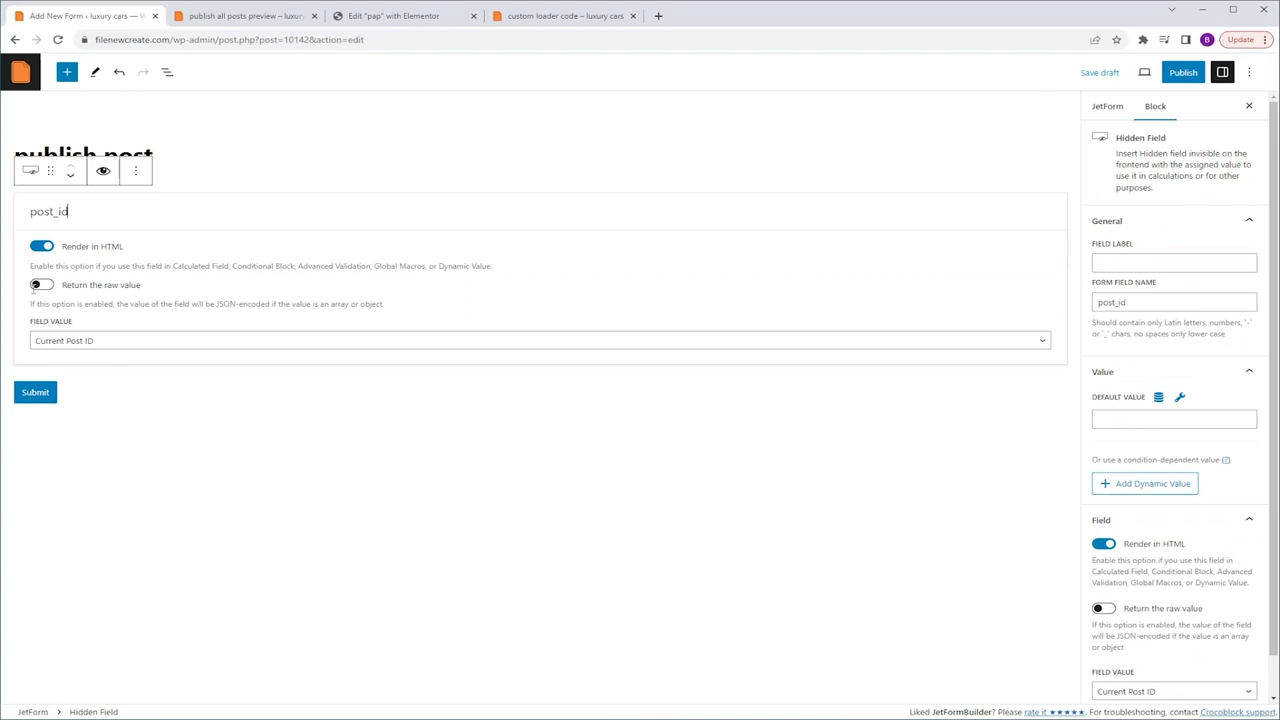 Add New Form ‹ luxury cars — W
publish all posts preview – luxury
Edit "pap" with Elementor
custom loader code – luxury cars
filenewcreate.com/wp-admin/post.php?post=10142&action=edit
B
Update
Save draft
Publish
publish post
post_id
Render in HTML
Enable this option if you use this field in Calculated Field, Conditional Block, Advanced Validation, Global Macros, or Dynamic Value.
Return the raw value
If this option is enabled, the value of the field will be JSON-encoded if the value is an array or object
FIELD VALUE
Current Post ID
Submit
JetForm
Block
Hidden Field
Insert Hidden field invisible on the
frontend with the assigned value to
use it in calculations or for other
purposes.
General
FIELD LABEL
FORM FIELD NAME
post_id
Should contain only Latin letters, numbers, `-`
or `_` chars, no spaces only lower case
Value
DEFAULT VALUE
Or use a condition-dependent value [?]
Add Dynamic Value
Field
Render in HTML
Enable this option if you use this field in
Calculated Field, Conditional Block, Advanced
Validation, Global Macros, or Dynamic Value.
Return the raw value
If this option is enabled, the value of the field
will be JSON-encoded if the value is an array
or object
FIELD VALUE
Current Post ID
JetForm
Hidden Field
Liked JetFormBuilder? Please rate it ★★★★★. For troubleshooting, contact Crocoblock support.